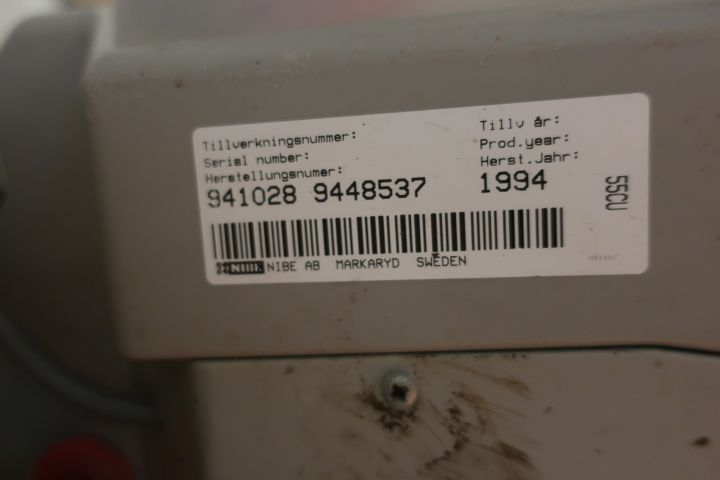 Tillverkningsnummer:
Serial number:
Herstellungsnumer:
941028 9448537
Tillv år:
Prod.year:
Herst.Jahr:
1994
55CU
NIBE NIBE AB MARKARYD SWEDEN